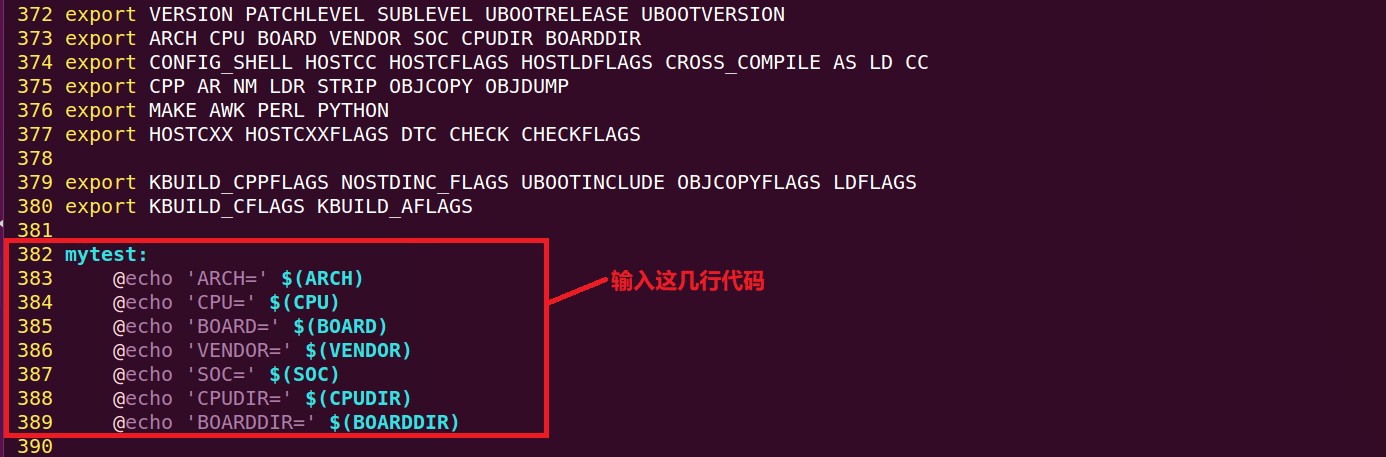 372 export VERSION PATCHLEVEL SUBLEVEL UBOOTRELEASE UBOOTVERSION
373 export ARCH CPU BOARD VENDOR SOC CPUDIR BOARDDIR
374 export CONFIG_SHELL HOSTCC HOSTCFLAGS HOSTLDFLAGS CROSS_COMPILE AS LD CC
375 export CPP AR NM LDR STRIP OBJCOPY OBJDUMP
376 export MAKE AWK PERL PYTHON
377 export HOSTCXX HOSTCXXFLAGS DTC CHECK CHECKFLAGS
378
379 export KBUILD_CPPFLAGS NOSTDINC_FLAGS UBOOTINCLUDE OBJCOPYFLAGS LDFLAGS
380 export KBUILD_CFLAGS KBUILD_AFLAGS
381
382 mytest:
383     @echo 'ARCH=' $(ARCH)
输入这几行代码
384     @echo 'CPU=' $(CPU)
385     @echo 'BOARD=' $(BOARD)
386     @echo 'VENDOR=' $(VENDOR)
387     @echo 'SOC=' $(SOC)
388     @echo 'CPUDIR=' $(CPUDIR)
389     @echo 'BOARDDIR=' $(BOARDDIR)
390